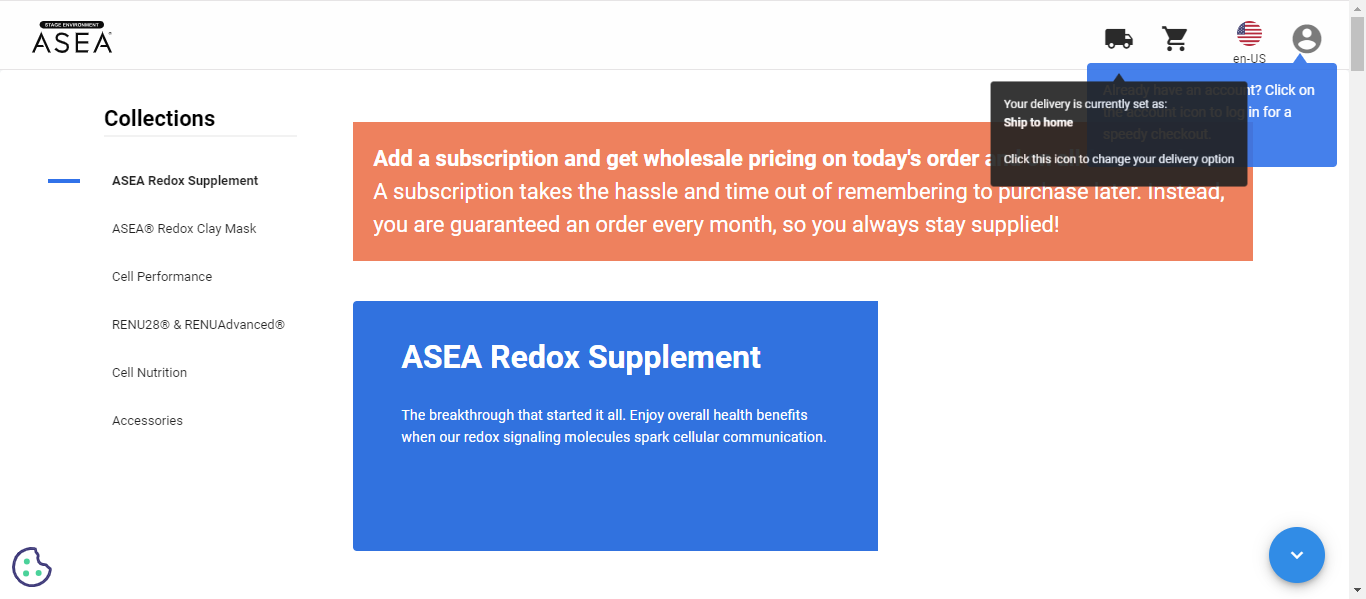 STAGE ENVIRONMENT
ASEA
en-US
Already have an account? Click on
the account icon to log in for a
speedy checkout.
Your delivery is currently set as:
Ship to home
Click this icon to change your delivery option
Collections
ASEA Redox Supplement
ASEA® Redox Clay Mask
Cell Performance
RENU28® & RENUAdvanced®
Cell Nutrition
Accessories
Add a subscription and get wholesale pricing on today's order
A subscription takes the hassle and time out of remembering to purchase later. Instead,
you are guaranteed an order every month, so you always stay supplied!
ASEA Redox Supplement
The breakthrough that started it all. Enjoy overall health benefits
when our redox signaling molecules spark cellular communication.